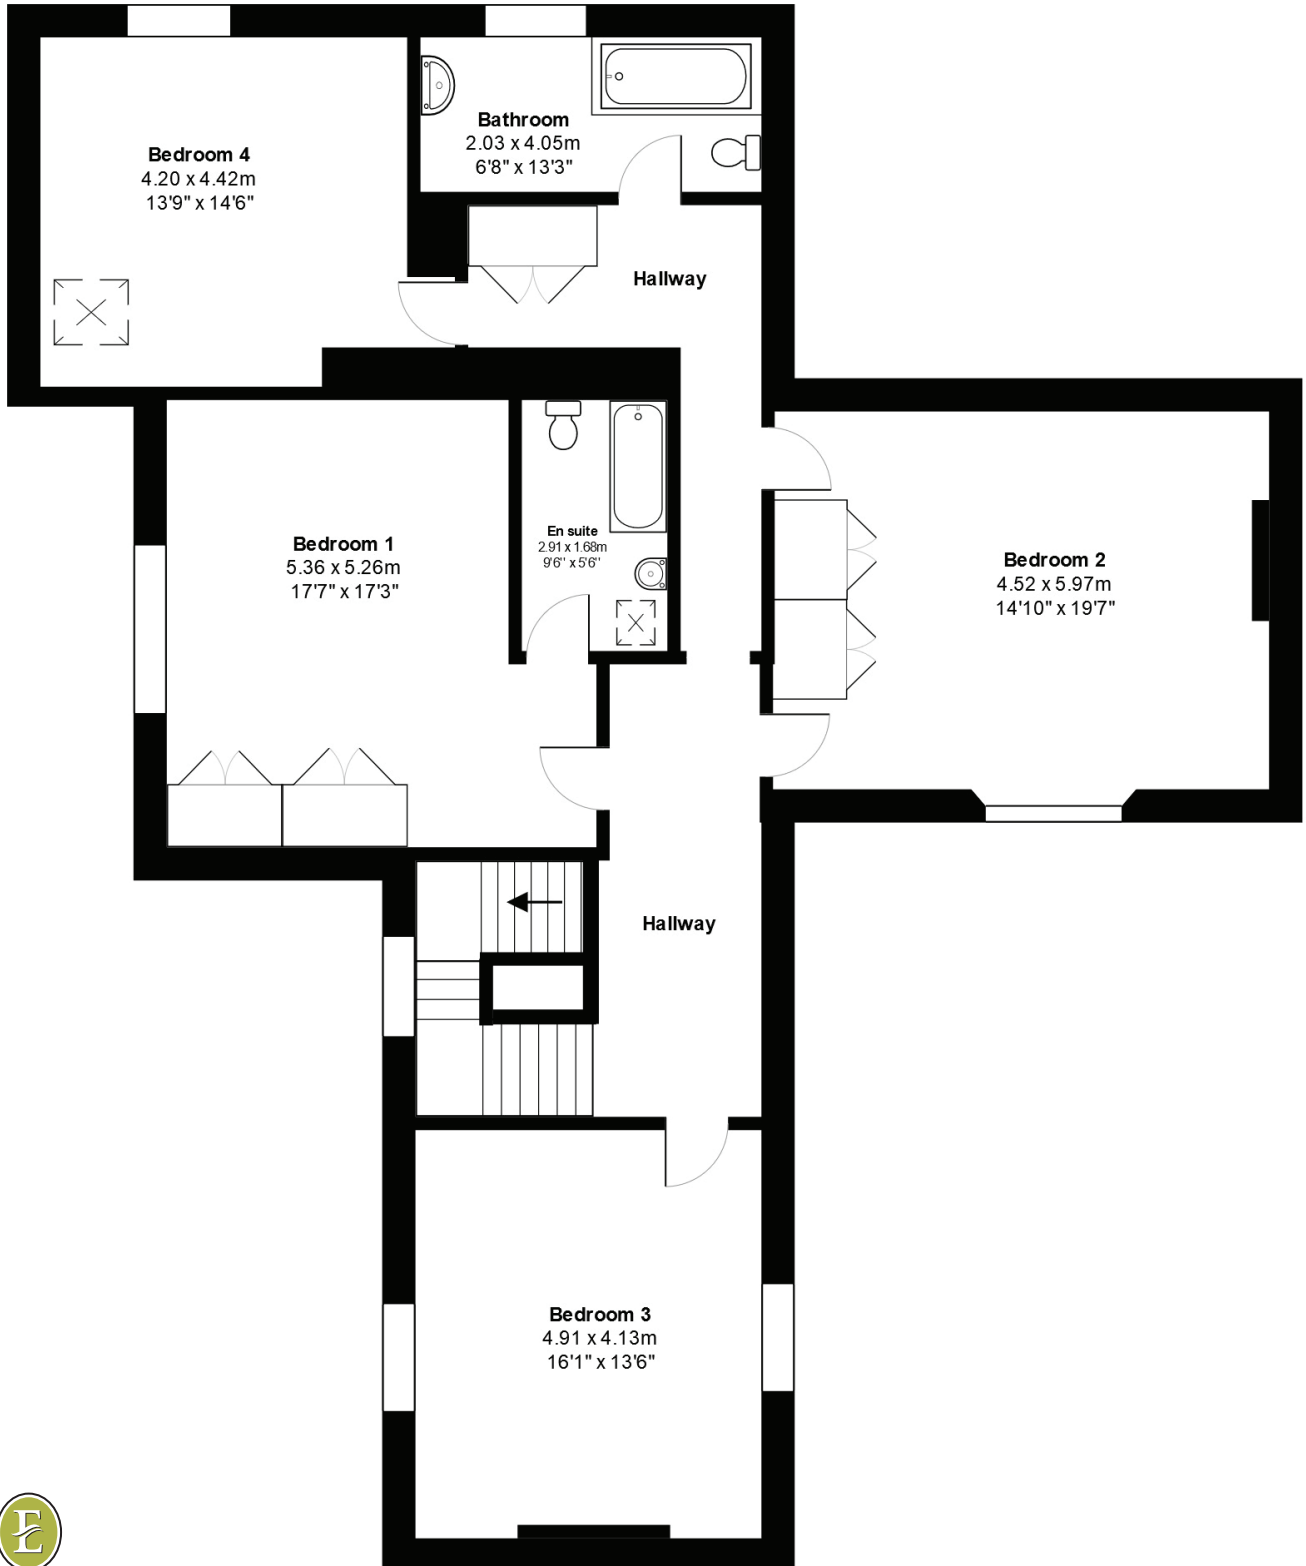 Bathroom
2.03 x 4.05m
6'8" x 13'3"
Bedroom 4
4.20 x 4.42m
13'9" x 14'6"
Hallway
Bedroom 1
5.36 x 5.26m
17'7" x 17'3"
En suite
2.91 x 1.68m
9'6'' x 5'6''
Bedroom 2
4.52 x 5.97m
14'10" x 19'7"
Hallway
Bedroom 3
4.91 x 4.13m
16'1" x 13'6"
E